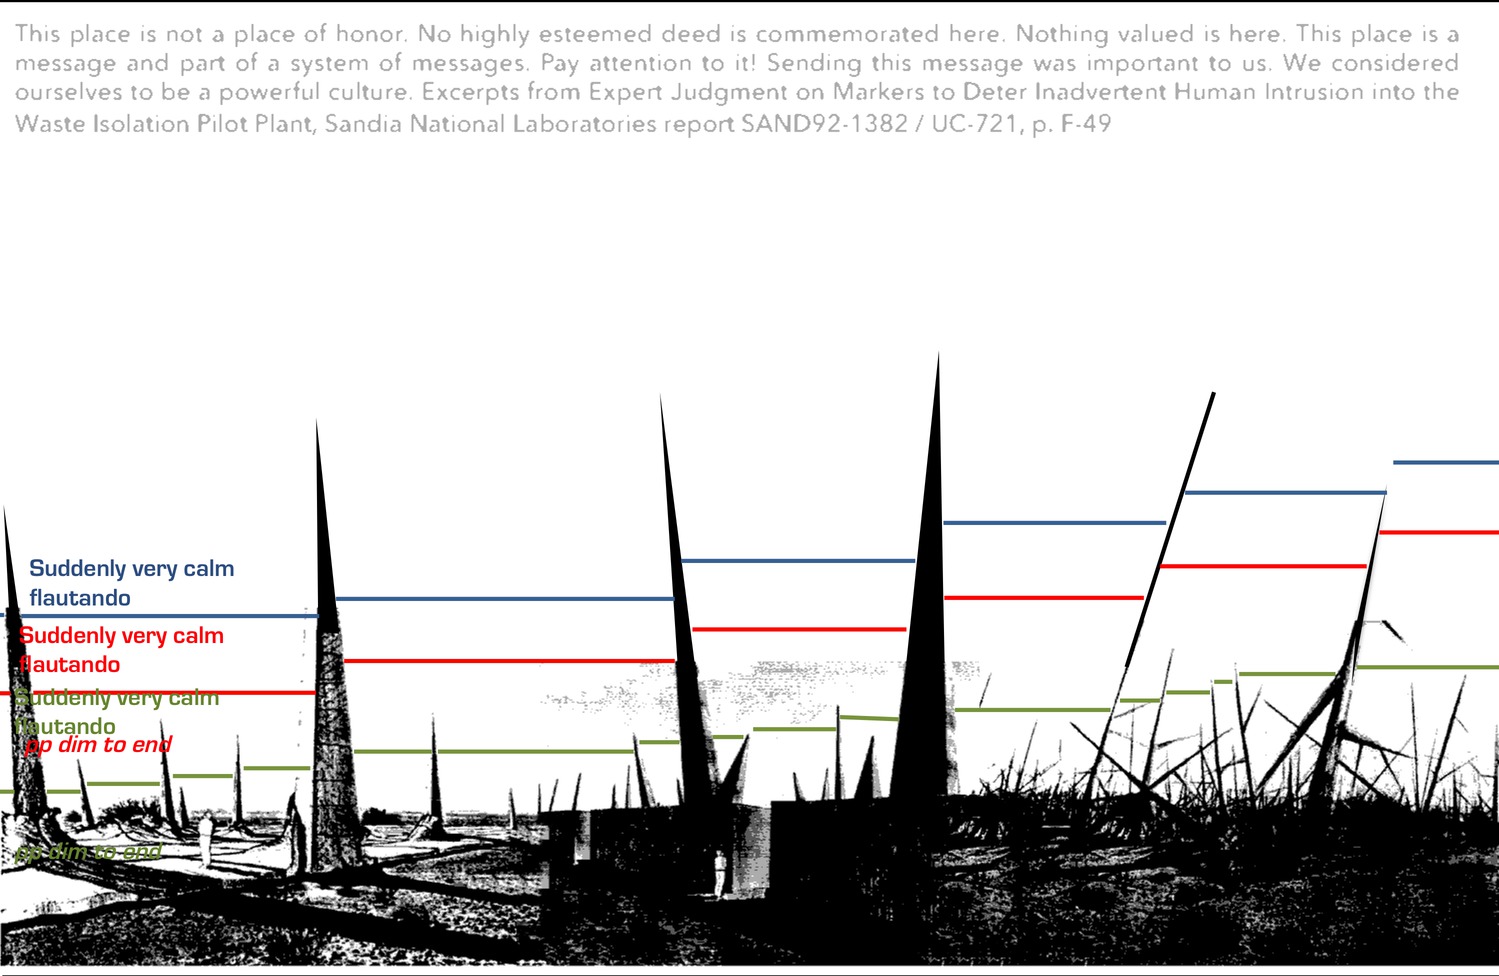 This place is not a place of honor. No highly esteemed deed is commemorated here. Nothing valued is here. This place is a
message and part of a system of messages. Pay attention to it! Sending this message was important to us. We considered
ourselves to be a powerful culture. Excerpts from Expert Judgment on Markers to Deter Inadvertent Human Intrusion into the
Waste Isolation Pilot Plant, Sandia National Laboratories report SAND92-1382 / UC-721, p. F-49
Suddenly very calm
flautando
Suddenly very calm
flautando
Suddenly very calm
flautando
pp dim to end
pp dim to end